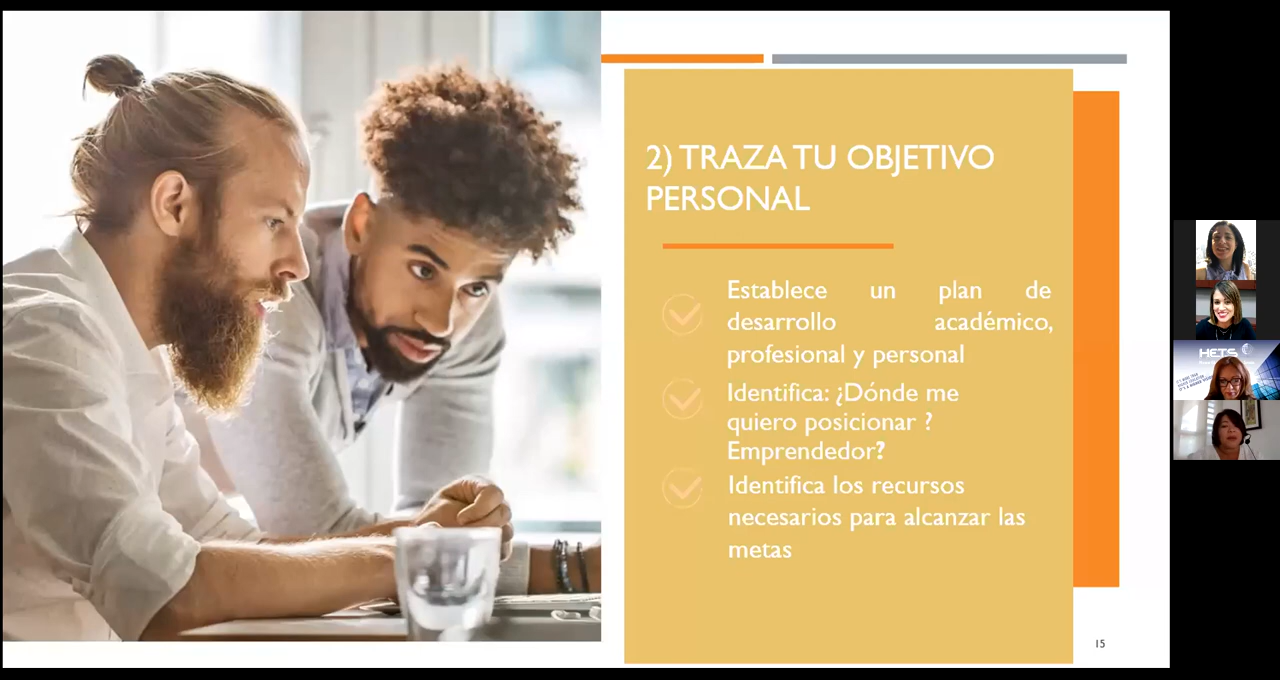 2) TRAZA TU OBJETIVO
PERSONAL
Establece un plan de
desarrollo académico,
profesional y personal
Identifica: ¿Dónde me
quiero posicionar ?
Emprendedor?
Identifica los recursos
necesarios para alcanzar las
metas
15
HETS